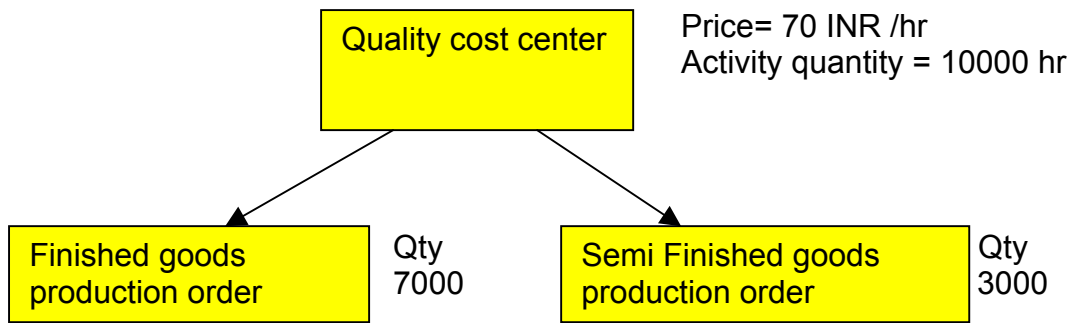 Quality cost center
Price= 70 INR /hr
Activity quantity = 10000 hr
Finished goods
production order
Qty
7000
Semi Finished goods
production order
Qty
3000